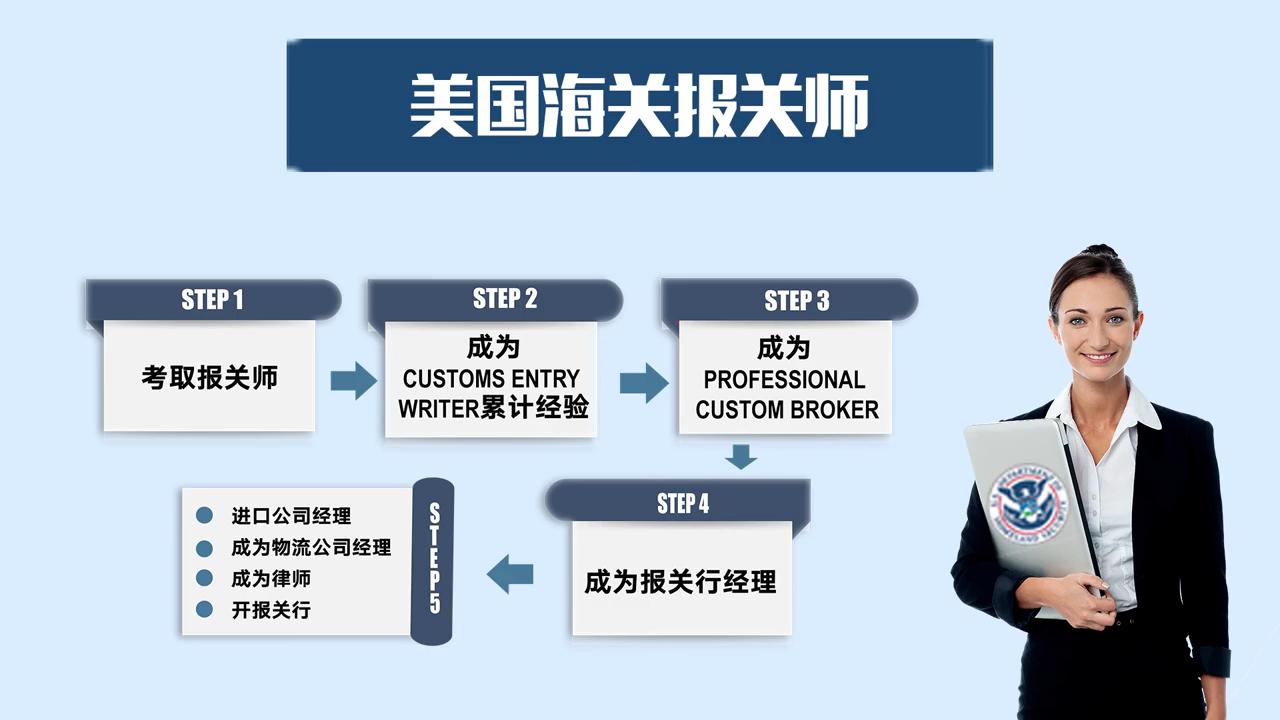 美国海关报关师
STEP 1
考取报关师
STEP 2
成为
CUSTOMS ENTRY
WRITER累计经验
STEP 3
成为
PROFESSIONAL
CUSTOM BROKER
STEP 4
成为报关行经理
STEP5
进口公司经理
成为物流公司经理
成为律师
开报关行